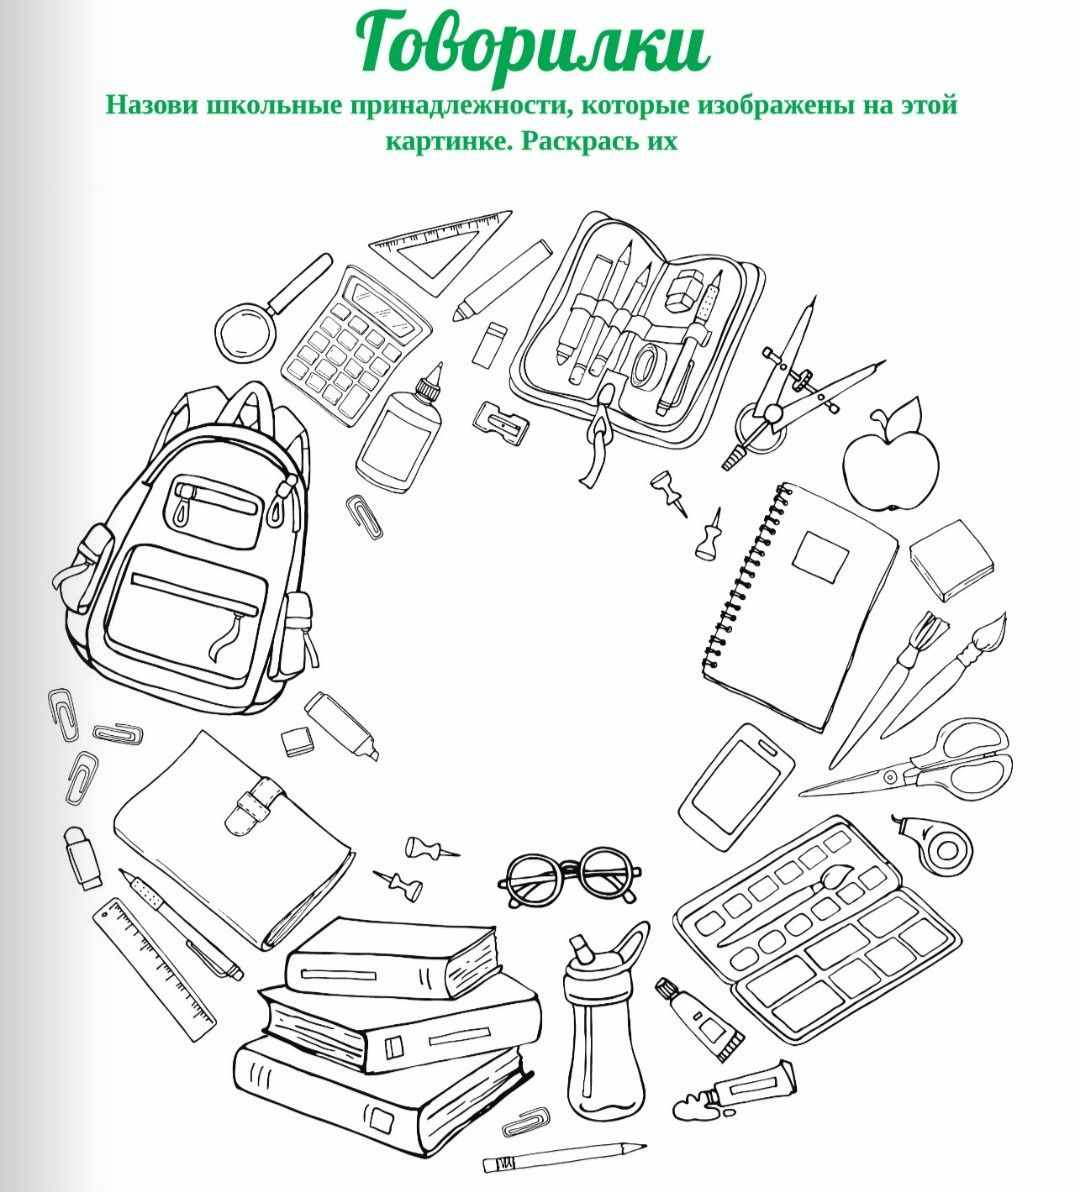 Говорилки
Назови школьные принадлежности, которые изображены на этой
картинке. Раскрась их